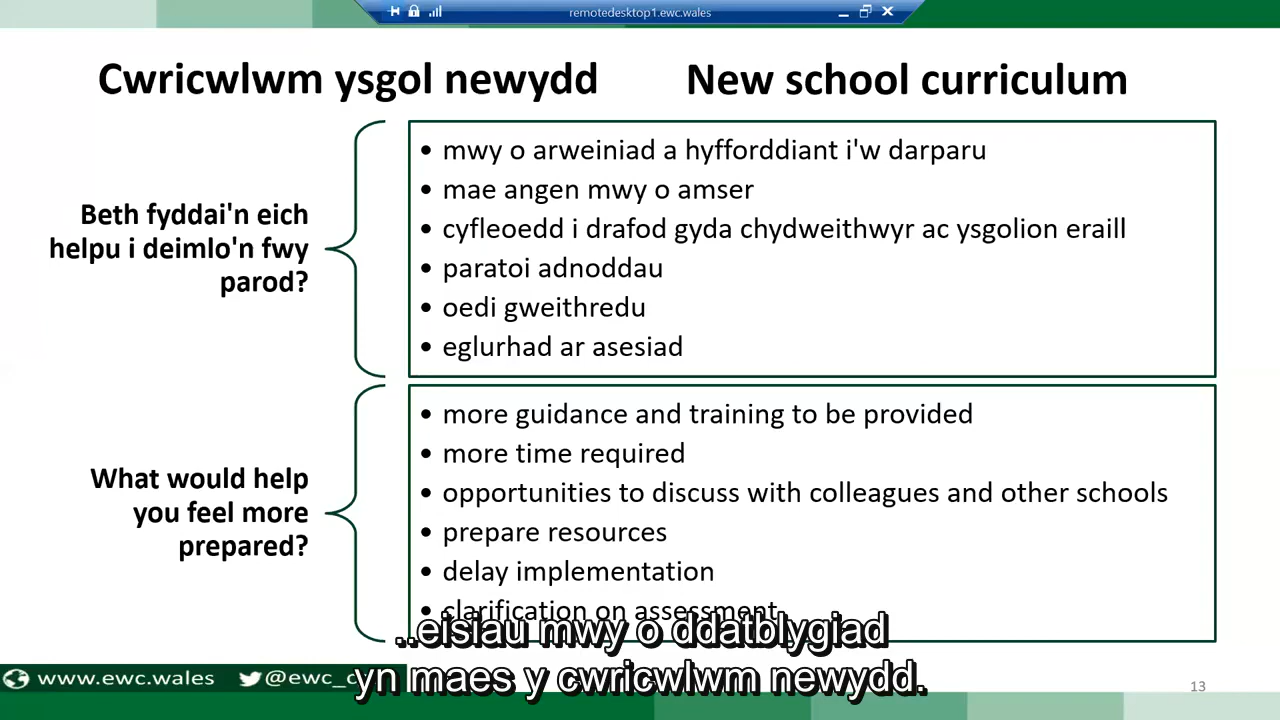 remotedesktop1.ewc.wales
Cwricwlwm ysgol newydd
New school curriculum
Beth fyddai'n eich
helpu i deimlo'n fwy
parod?
• mwy o arweiniad a hyfforddiant i'w darparu
• mae angen mwy o amser
• cyfleoedd i drafod gyda chydweithwyr ac ysgolion eraill
• paratoi adnoddau
• oedi gweithredu
• eglurhad ar asesiad
What would help
you feel more
prepared?
• more guidance and training to be provided
• more time required
• opportunities to discuss with colleagues and other schools
• prepare resources
• delay implementation
• clarification on assessment
..eisiau mwy o ddatblygiad
yn maes y cwricwlwm newydd.
www.ewc.wales
@ewc_c
13